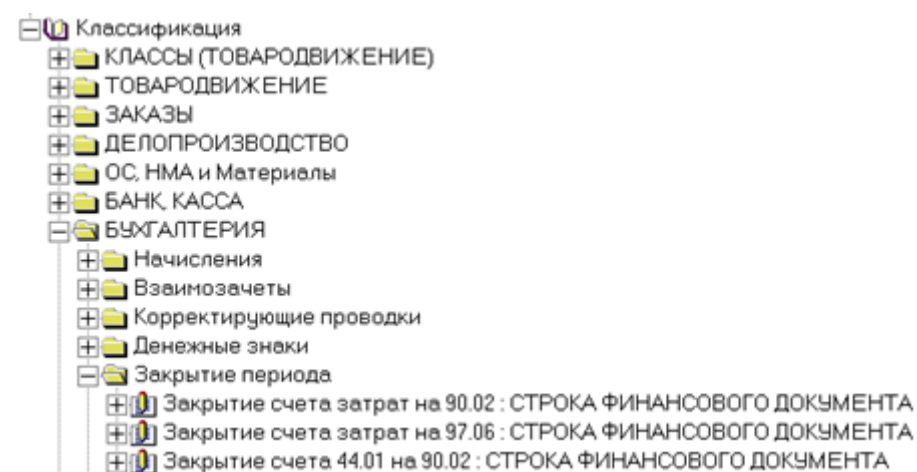 Классификация
КЛАССЫ (ТОВАРОДВИЖЕНИЕ)
ТОВАРОДВИЖЕНИЕ
ЗАКАЗЫ
ДЕЛОПРОИЗВОДСТВО
ОС, НМА и Материалы
БАНК, КАССА
БУХГАЛТЕРИЯ
Начисления
Взаимозачеты
Корректирующие проводки
Денежные знаки
Закрытие периода
Закрытие счета затрат на 90.02 : СТРОКА ФИНАНСОВОГО ДОКУМЕНТА
Закрытие счета затрат на 97.06 : СТРОКА ФИНАНСОВОГО ДОКУМЕНТА
Закрытие счета 44.01 на 90.02 : СТРОКА ФИНАНСОВОГО ДОКУМЕНТА